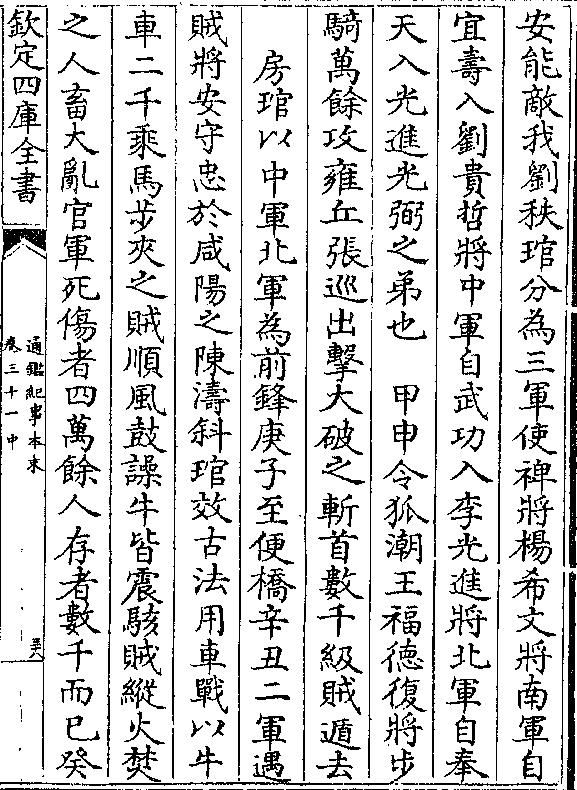 安能敵我劉秩琯分為三軍使裨將楊希文將南軍自
宜壽入劉貴哲將中軍自武功入李光進將北軍自奉
天入光進光弼之弟也　甲申令狐潮王福德復將步
騎萬餘攻雍丘張巡出擊大破之斬首數千級賊遁去
房琯以中軍北軍為前鋒庚子至便橋辛丑二軍遇
賊將安守忠於咸陽之陳濤斜琯效古法用車戰以牛
車二千乘馬步夾之賊順風鼓譟牛皆震駭賊縱火焚
之人畜大亂官軍死傷者四萬餘人存者數千而已癸
欽定四庫全書
通鑑紀事本末
卷三十一中